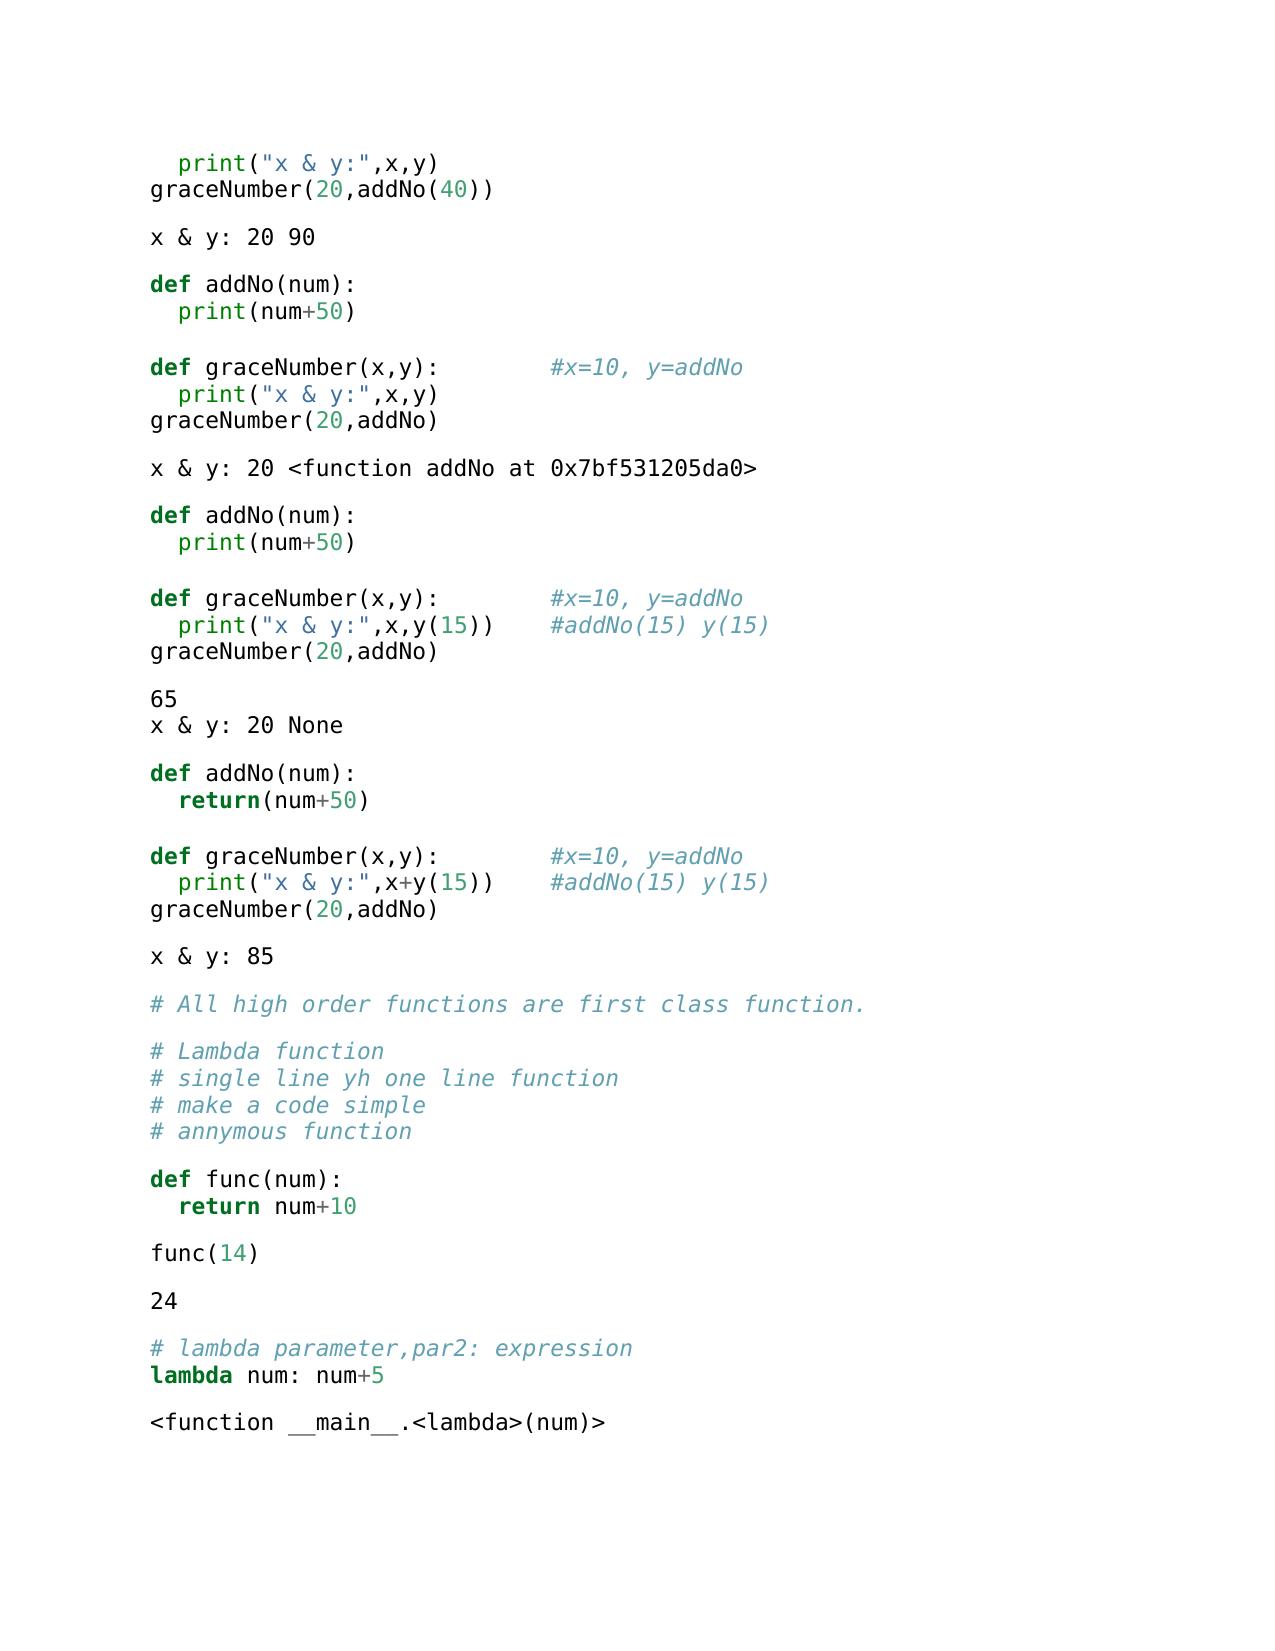 print("x & y:",x,y)
graceNumber(20,addNo(40))
x & y: 20 90
def addNo(num):
  print(num+50)
def graceNumber(x,y):        #x=10, y=addNo
  print("x & y:",x,y)
graceNumber(20,addNo)
x & y: 20 <function addNo at 0x7bf531205da0>
def addNo(num):
  print(num+50)
def graceNumber(x,y):        #x=10, y=addNo
  print("x & y:",x,y(15))    #addNo(15) y(15)
graceNumber(20,addNo)
65
x & y: 20 None
def addNo(num):
  return(num+50)
def graceNumber(x,y):        #x=10, y=addNo
  print("x & y:",x+y(15))    #addNo(15) y(15)
graceNumber(20,addNo)
x & y: 85
# All high order functions are first class function.
# Lambda function
# single line yh one line function
# make a code simple
# annymous function
def func(num):
  return num+10
func(14)
24
# lambda parameter,par2: expression
lambda num: num+5
<function __main__.<lambda>(num)>